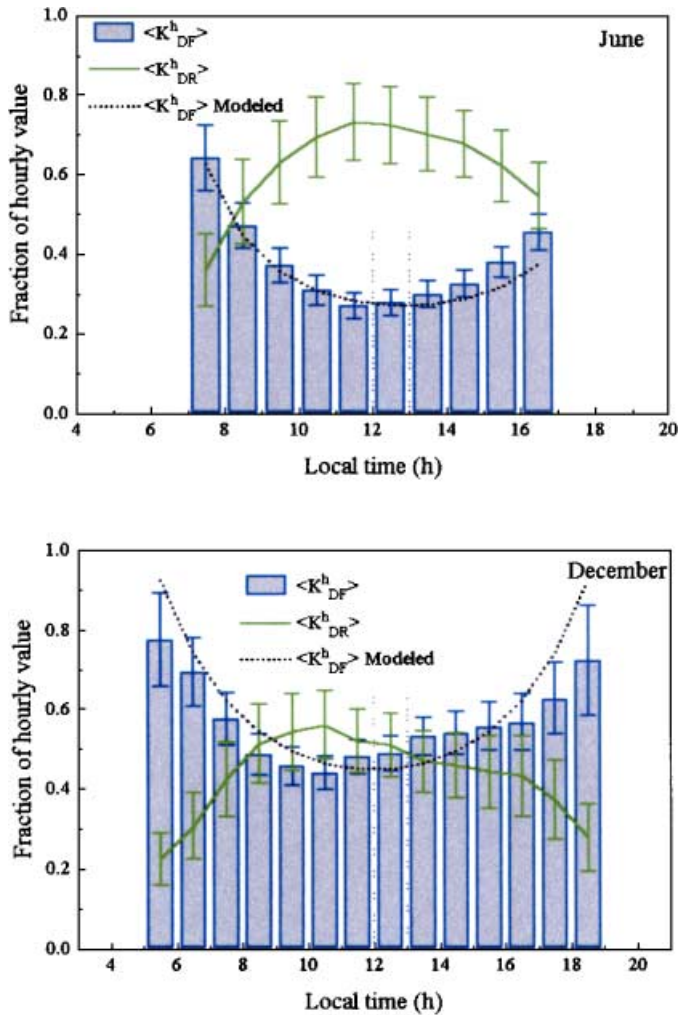 June
<K^h_DF>
<K^h_DR>
<K^h_DF> Modeled
Fraction of hourly value
1.0
0.8
0.6
0.4
0.2
0.0
4 6 8 10 12 14 16 18 20
Local time (h)
December
<K^h_DF>
<K^h_DR>
<K^h_DF> Modeled
Fraction of hourly value
1.0
0.8
0.6
0.4
0.2
0.0
4 6 8 10 12 14 16 18 20
Local time (h)